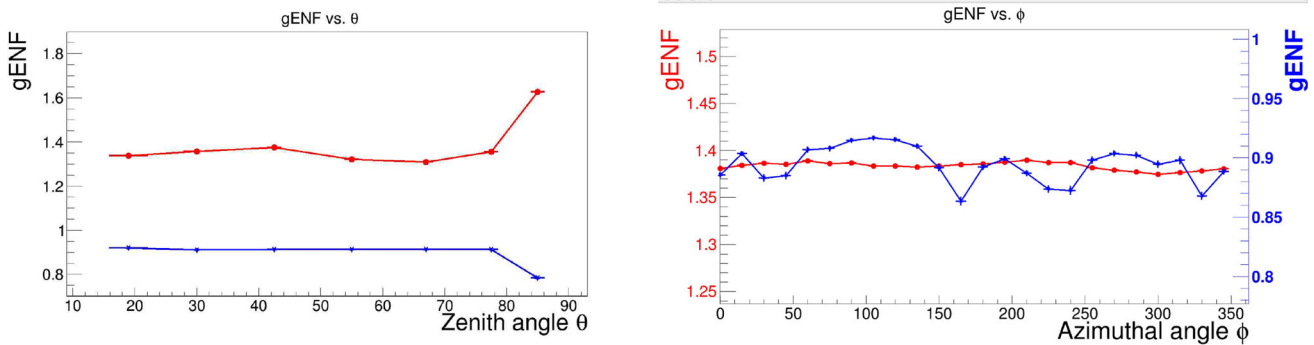 gENF vs. θ
gENF
1.8
1.6
1.4
1.2
1
0.8
10 20 30 40 50 60 70 80 90
Zenith angle θ
gENF vs. ϕ
gENF
1.5
1.45
1.4
1.35
1.3
1.25
0 50 100 150 200 250 300 350
Azimuthal angle ϕ
gENF
1
0.95
0.9
0.85
0.8